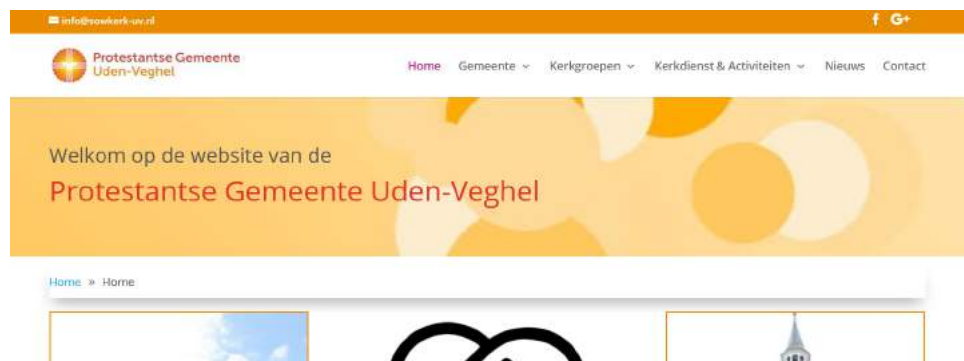 info@sowkerk-uv.nl
f G+
Protestantse Gemeente
Uden-Veghel
Home Gemeente Kerkgroepen Kerkdienst & Activiteiten Nieuws Contact
Welkom op de website van de
Protestantse Gemeente Uden-Veghel
Home » Home